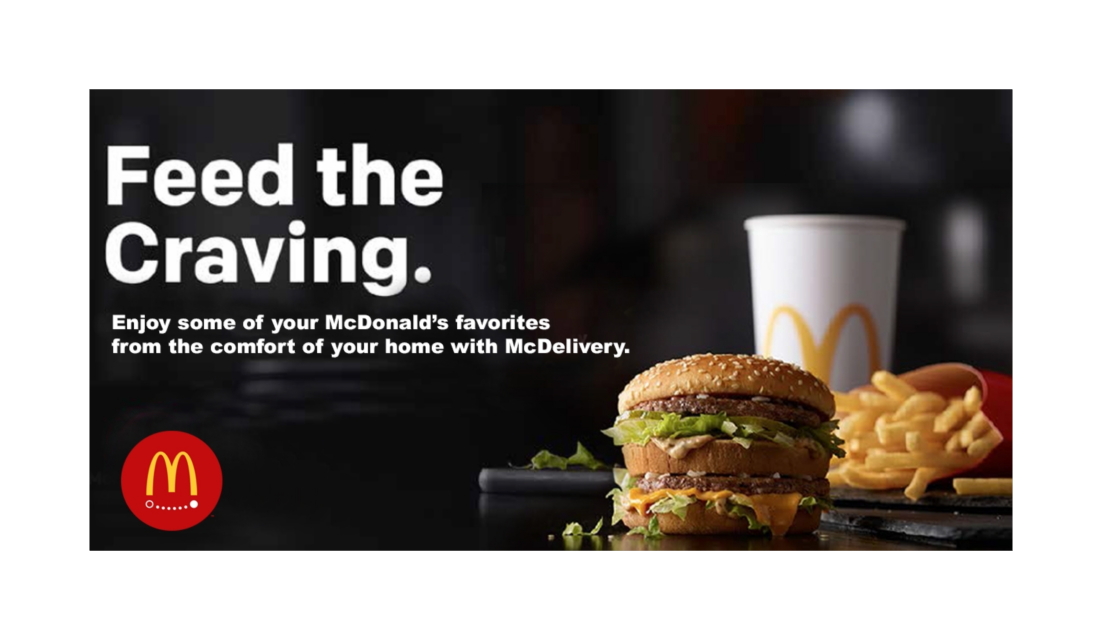 Feed the
Craving.
Enjoy some of your McDonald’s favorites
from the comfort of your home with McDelivery.